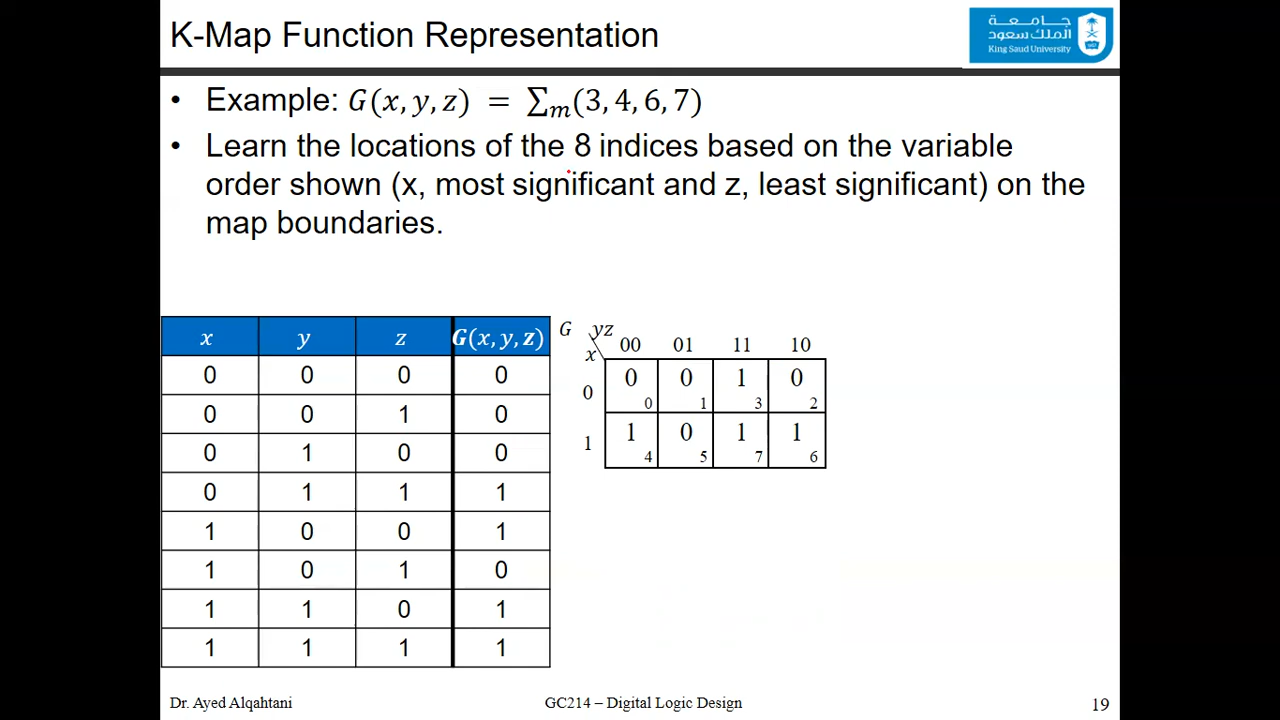 K-Map Function Representation
جامعة
الملك سعود
King Saud University
• Example: G(x, y, z) = ∑m(3, 4, 6, 7)
• Learn the locations of the 8 indices based on the variable
order shown (x, most significant and z, least significant) on the
map boundaries.
x y z G(x, y, z)
0 0 0 0
0 0 1 0
0 1 0 0
0 1 1 1
1 0 0 1
1 0 1 0
1 1 0 1
1 1 1 1
G yz
x 00 01 11 10
0 0 0 1 0
0 1 3 2
1 1 0 1 1
4 5 7 6
Dr. Ayed Alqahtani GC214 – Digital Logic Design 19